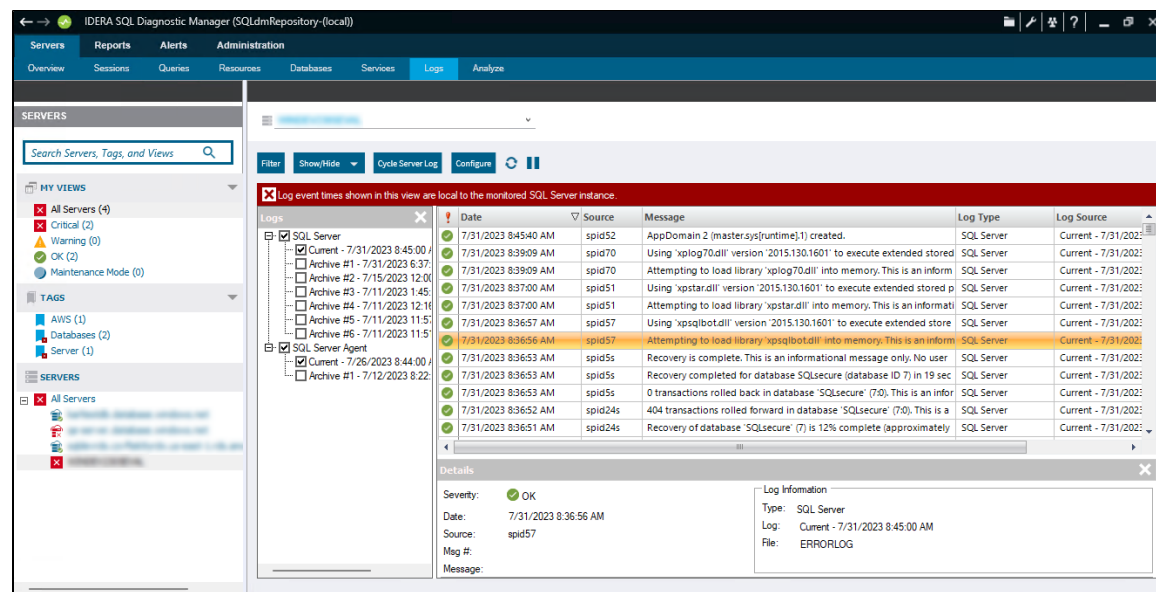 IDERA SQL Diagnostic Manager (SQLdmRepository-(local))
?
Servers Reports Alerts Administration
Overview Sessions Queries Resources Databases Services Logs Analyze
SERVERS
Search Servers, Tags, and Views
MY VIEWS
All Servers (4)
Critical (2)
Warning (0)
OK (2)
Maintenance Mode (0)
TAGS
AWS (1)
Databases (2)
Server (1)
SERVERS
All Servers
Filter Show/Hide Cycle Server Log Configure
Log event times shown in this view are local to the monitored SQL Server instance.
Logs
SQL Server
Current - 7/31/2023 8:45:00
Archive #1 - 7/31/2023 6:37:
Archive #2 - 7/15/2023 12:00
Archive #3 - 7/11/2023 1:45:
Archive #4 - 7/11/2023 12:16
Archive #5 - 7/11/2023 11:57
Archive #6 - 7/11/2023 11:5
SQL Server Agent
Current - 7/26/2023 8:44:00
Archive #1 - 7/12/2023 8:22:
Date Source Message Log Type Log Source
7/31/2023 8:45:40 AM spid52 AppDomain 2 (master.sys[runtime].1) created. SQL Server Current - 7/31/2023
7/31/2023 8:39:09 AM spid70 Using 'xplog70.dll' version '2015.130.1601' to execute extended stored SQL Server Current - 7/31/2023
7/31/2023 8:39:09 AM spid70 Attempting to load library 'xplog70.dll' into memory. This is an inform SQL Server Current - 7/31/2023
7/31/2023 8:37:00 AM spid51 Using 'xpstar.dll' version '2015.130.1601' to execute extended stored p SQL Server Current - 7/31/2023
7/31/2023 8:37:00 AM spid51 Attempting to load library 'xpstar.dll' into memory. This is an informati SQL Server Current - 7/31/2023
7/31/2023 8:36:57 AM spid57 Using 'xpsqlbot.dll' version '2015.130.1601' to execute extended store SQL Server Current - 7/31/2023
7/31/2023 8:36:56 AM spid57 Attempting to load library 'xpsqlbot.dll' into memory. This is an inform SQL Server Current - 7/31/2023
7/31/2023 8:36:53 AM spid5s Recovery is complete. This is an informational message only. No user SQL Server Current - 7/31/2023
7/31/2023 8:36:53 AM spid5s Recovery completed for database SQLsecure (database ID 7) in 19 sec SQL Server Current - 7/31/2023
7/31/2023 8:36:53 AM spid5s 0 transactions rolled back in database 'SQLsecure' (7:0). This is an infor SQL Server Current - 7/31/2023
7/31/2023 8:36:52 AM spid24s 404 transactions rolled forward in database 'SQLsecure' (7:0). This is a SQL Server Current - 7/31/2023
7/31/2023 8:36:51 AM spid24s Recovery of database 'SQLsecure' (7) is 12% complete (approximately SQL Server Current - 7/31/2023
Details
Severity: OK
Date: 7/31/2023 8:36:56 AM
Source: spid57
Msg #:
Message:
Log Information
Type: SQL Server
Log: Current - 7/31/2023 8:45:00 AM
File: ERRORLOG